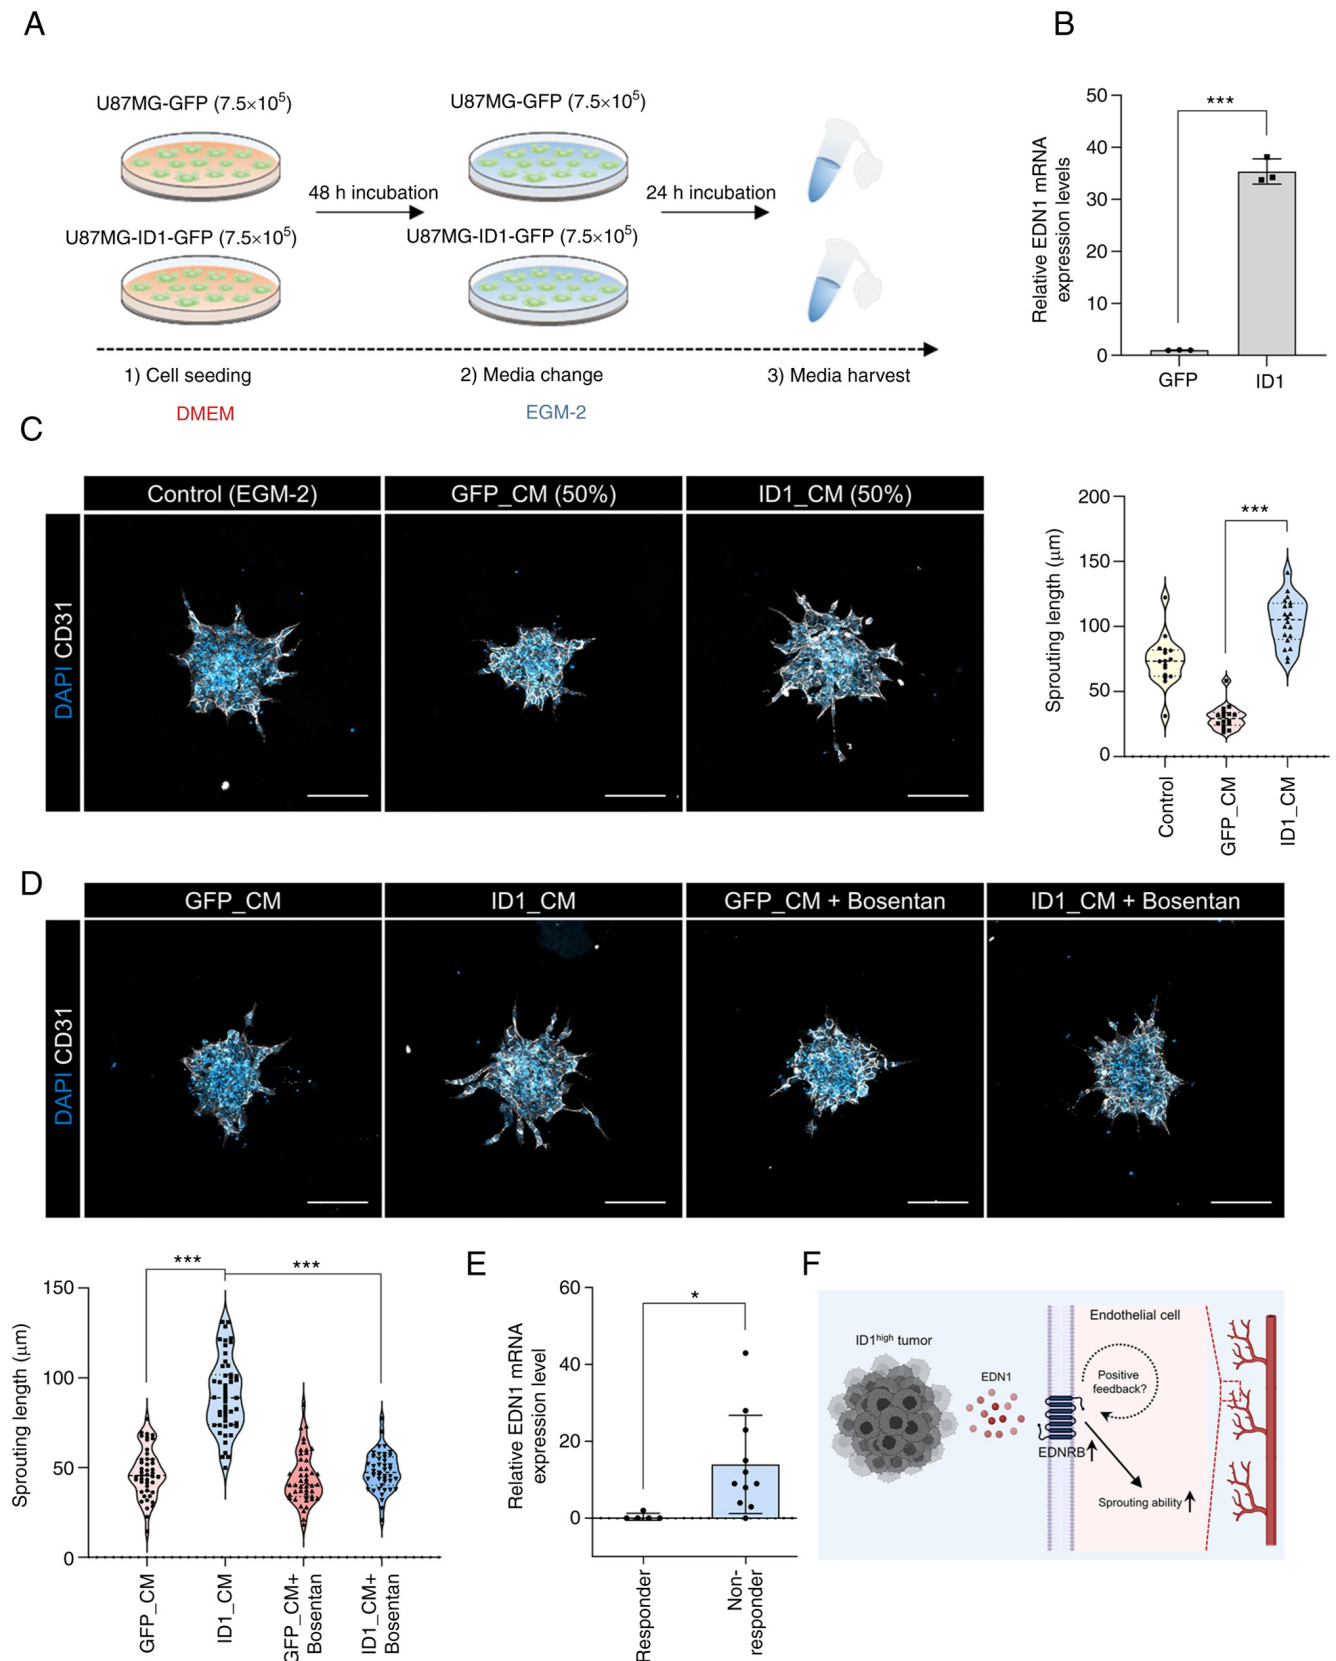 A
U87MG-GFP (7.5×10⁵)
U87MG-GFP (7.5×10⁵)
48 h incubation
24 h incubation
U87MG-ID1-GFP (7.5×10⁵)
U87MG-ID1-GFP (7.5×10⁵)
1) Cell seeding
2) Media change
3) Media harvest
DMEM
EGM-2
B
Relative EDN1 mRNA
expression levels
50
40
30
20
10
0
***
GFP
ID1
C
Control (EGM-2)
GFP_CM (50%)
ID1_CM (50%)
DAPI CD31
Sprouting length (μm)
200
150
100
50
0
***
Control
GFP_CM
ID1_CM
D
GFP_CM
ID1_CM
GFP_CM + Bosentan
ID1_CM + Bosentan
DAPI CD31
Sprouting length (μm)
150
100
50
0
***
***
GFP_CM
ID1_CM
GFP_CM+
Bosentan
ID1_CM+
Bosentan
E
Relative EDN1 mRNA
expression level
60
40
20
0
*
Responder
Non-
responder
F
ID1ʰⁱᵍʰ tumor
EDN1
Endothelial cell
Positive
feedback?
EDNRB
Sprouting ability